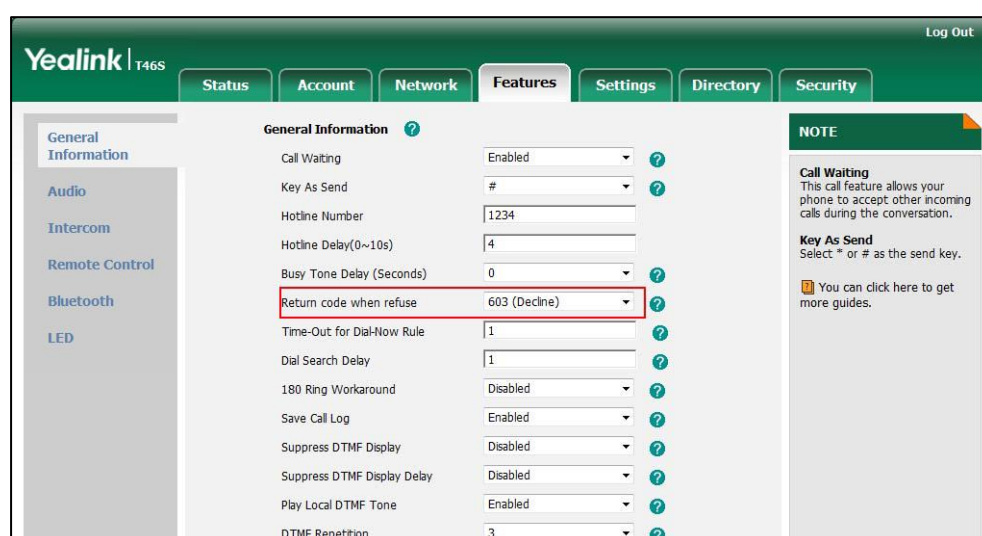 Log Out
Yealink | T46S
Status Account Network Features Settings Directory Security
General
Information
Audio
Intercom
Remote Control
Bluetooth
LED
General Information ?
Call Waiting Enabled ?
Key As Send # ?
Hotline Number 1234
Hotline Delay(0~10s) 4
Busy Tone Delay (Seconds) 0 ?
Return code when refuse 603 (Decline) ?
Time-Out for Dial-Now Rule 1 ?
Dial Search Delay 1 ?
180 Ring Workaround Disabled ?
Save Call Log Enabled ?
Suppress DTMF Display Disabled ?
Suppress DTMF Display Delay Disabled ?
Play Local DTMF Tone Enabled ?
DTMF Repetition 3 ?
NOTE
Call Waiting
This call feature allows your
phone to accept other incoming
calls during the conversation.
Key As Send
Select * or # as the send key.
? You can click here to get
more guides.